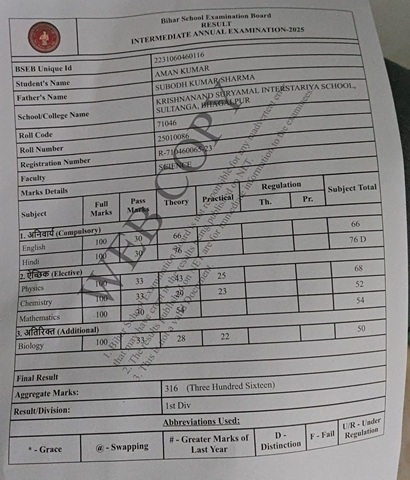 Bihar School Examination Board
RESULT
INTERMEDIATE ANNUAL EXAMINATION-2025
BSEB Unique Id 2231060460116
Student's Name AMAN KUMAR
Father's Name SUBODH KUMAR SHARMA
School/College Name KRISHNANAND SURYAMAL INTERSTARIYA SCHOOL, SULTANGA, BHAGALPUR
Roll Code 71046
Roll Number 25010086
Registration Number
Faculty SCIENCE
Marks Details
Subject Full Marks Pass Marks Theory Practical Regulation Th. Pr. Subject Total
1. अनिवार्य (Compulsory)
English 100 30 66 66
Hindi 100 30 76 76 D
2. ऐच्छिक (Elective)
Physics 100 33 43 25 68
Chemistry 100 33 29 23 52
Mathematics 100 30 54 54
3. अतिरिक्त (Additional)
Biology 100 33 28 22 50
Final Result
Aggregate Marks: 316 (Three Hundred Sixteen)
Result/Division: 1st Div
Abbreviations Used:
* - Grace @ - Swapping # - Greater Marks of Last Year D - Distinction F - Fail U/R - Under Regulation
WEB COPY